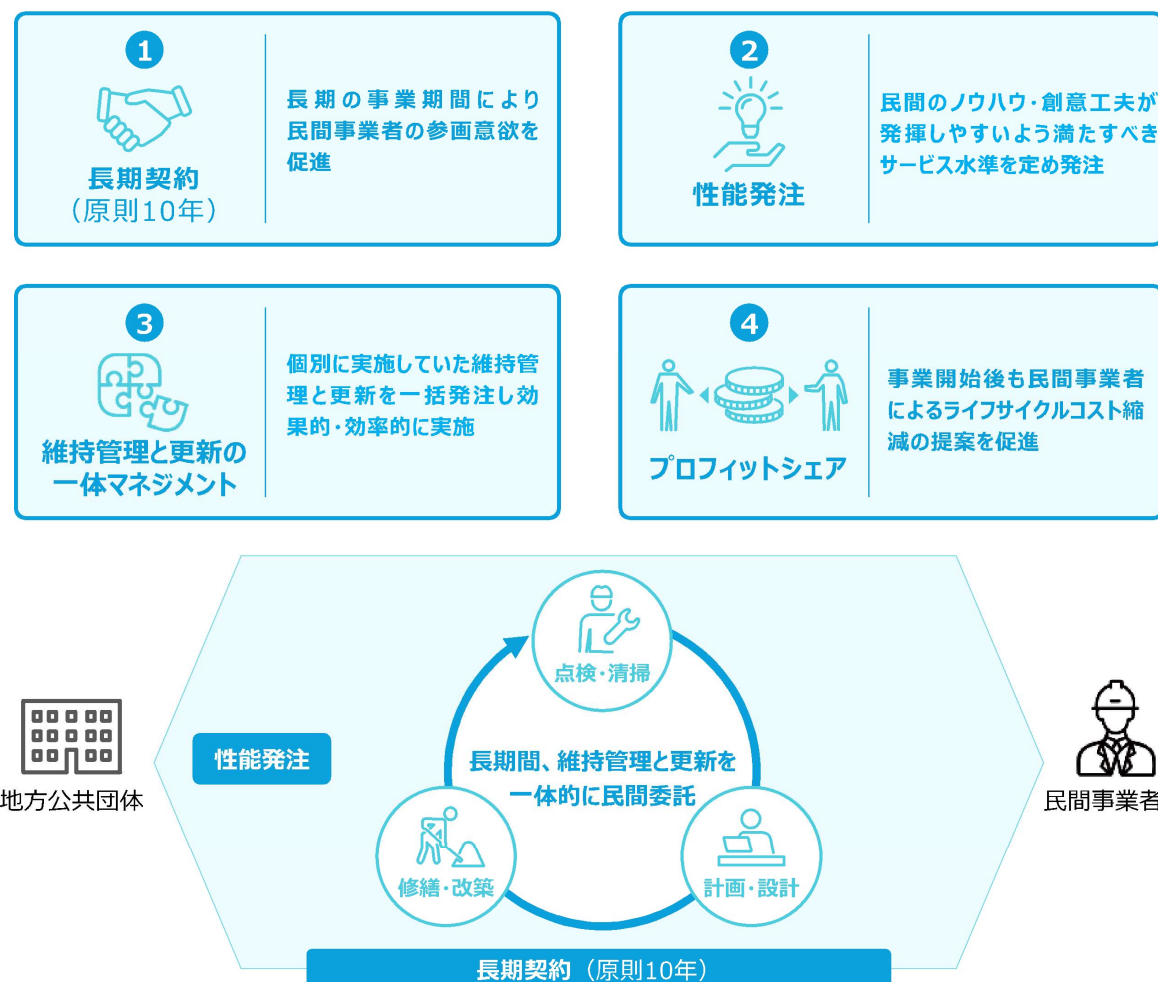 1
長期契約
（原則10年）
長期の事業期間により
民間事業者の参画意欲を
促進
2
性能発注
民間のノウハウ・創意工夫が
発揮しやすいよう満たすべき
サービス水準を定め発注
3
維持管理と更新の
一体マネジメント
個別に実施していた維持管
理と更新を一括発注し効
果的・効率的に実施
4
プロフィットシェア
事業開始後も民間事業者
によるライフサイクルコスト縮
減の提案を促進
点検・清掃
性能発注
長期間、維持管理と更新を
一体的に民間委託
地方公共団体
民間事業者
修繕・改築
計画・設計
長期契約（原則10年）